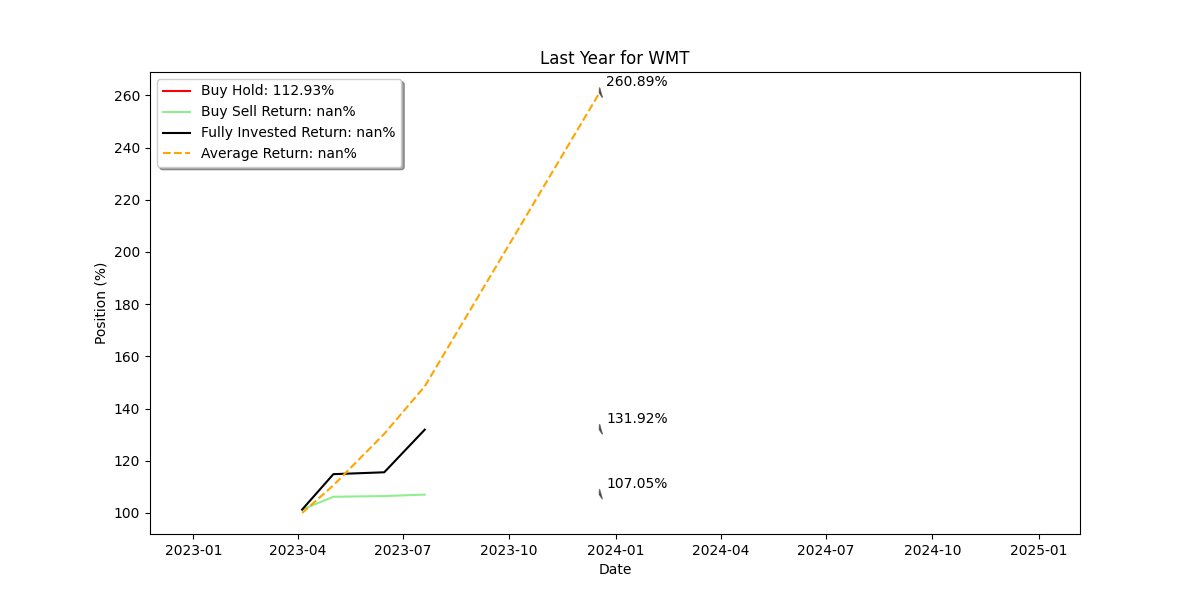 Last Year for WMT
260.89%
Buy Hold: 112.93%
Buy Sell Return: nan%
Fully Invested Return: nan%
Average Return: nan%
260
240
220
200
180
160
140
120
100
Position (%)
131.92%
107.05%
2023-01 2023-04 2023-07 2023-10 2024-01 2024-04 2024-07 2024-10 2025-01
Date